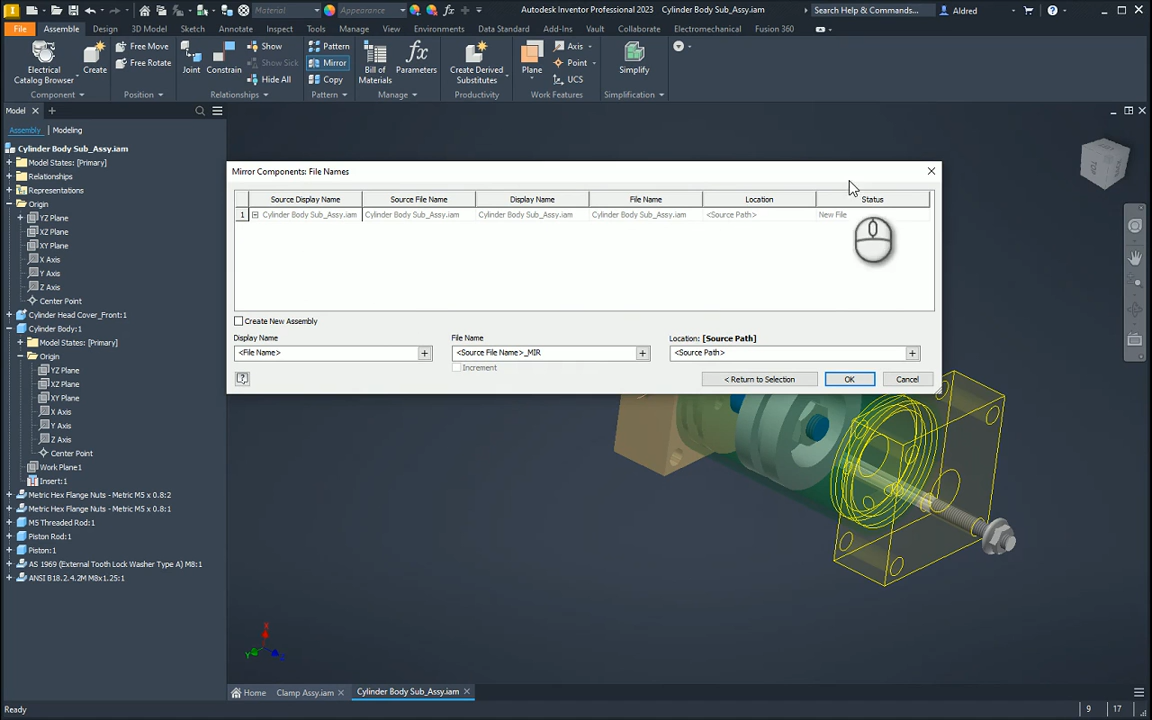 Material
Appearance
Autodesk Inventor Professional 2023 Cylinder Body Sub_Assy.iam
Search Help & Commands...
Aldred
File Assemble Design 3D Model Sketch Annotate Inspect Tools Manage View Environments Data Standard Add-Ins Vault Collaborate Electromechanical Fusion 360
Electrical
Catalog Browser
Create
Free Move
Free Rotate
Joint
Constrain
Show
Show Sick
Hide All
Pattern
Mirror
Copy
Bill of
Materials
Parameters
Create Derived
Substitutes
Plane
Axis
Point
UCS
Simplify
Component
Position
Relationships
Pattern
Manage
Productivity
Work Features
Simplification
Model
Assembly
Modeling
Cylinder Body Sub_Assy.iam
Model States: [Primary]
Relationships
Representations
Origin
YZ Plane
XZ Plane
XY Plane
X Axis
Y Axis
Z Axis
Center Point
Cylinder Head Cover_Front:1
Cylinder Body:1
Model States: [Primary]
Origin
YZ Plane
XZ Plane
XY Plane
X Axis
Y Axis
Z Axis
Center Point
Work Plane1
Insert:1
Metric Hex Flange Nuts - Metric M5 x 0.8:2
Metric Hex Flange Nuts - Metric M5 x 0.8:1
M5 Threaded Rod:1
Piston Rod:1
Piston:1
AS 1969 (External Tooth Lock Washer Type A) M8:1
ANSI B18.2.4.2M M8x1.25:1
Mirror Components: File Names
Source Display Name Source File Name Display Name File Name Location Status
1 Cylinder Body Sub_Assy.iam Cylinder Body Sub_Assy.iam Cylinder Body Sub_Assy.iam Cylinder Body Sub_Assy.iam <Source Path> New File
Create New Assembly
Display Name
<File Name>
File Name
<Source File Name>_MIR
Increment
Location: [Source Path]
<Source Path>
< Return to Selection
OK
Cancel
TOP
X
Y
Z
Home
Clamp Assy.iam
Cylinder Body Sub_Assy.iam
Ready
9
17